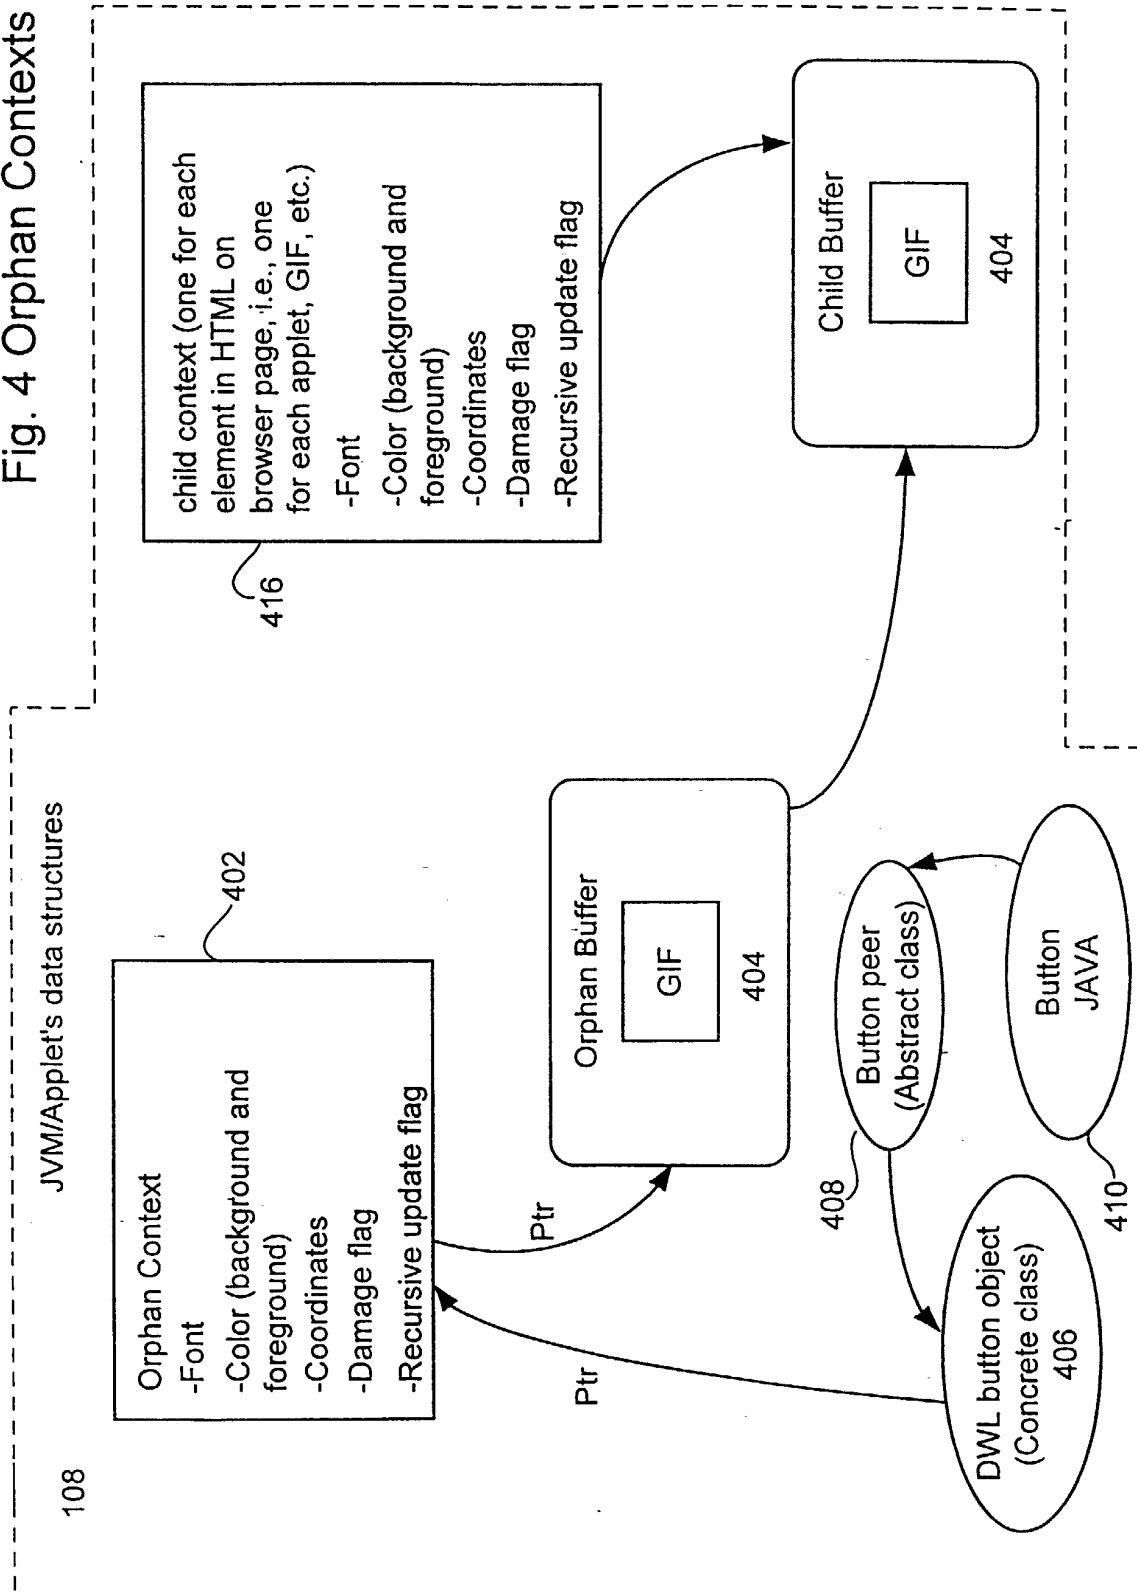 Fig. 4 Orphan Contexts
108
JVM/Applet's data structures
Orphan Context
-Font
-Color (background and
foreground)
-Coordinates
-Damage flag
-Recursive update flag
402
child context (one for each
element in HTML on
browser page, i.e., one
for each applet, GIF, etc.)
-Font
-Color (background and
foreground)
-Coordinates
-Damage flag
-Recursive update flag
416
Ptr
Ptr
Orphan Buffer
GIF
404
Child Buffer
GIF
404
DWL button object
(Concrete class)
406
408
Button peer
(Abstract class)
410
Button
JAVA